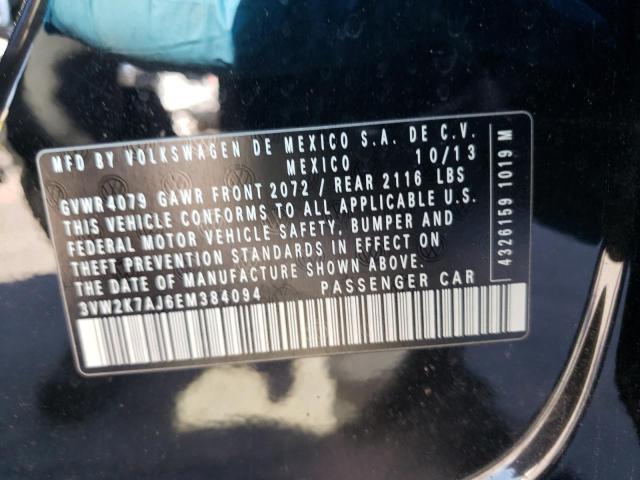 MFD BY VOLKSWAGEN DE MEXICO S.A. DE C.V.
MEXICO 10/13
GVWR 4079 GAWR FRONT 2072 / REAR 2116 LBS
THIS VEHICLE CONFORMS TO ALL APPLICABLE U.S.
FEDERAL MOTOR VEHICLE SAFETY, BUMPER AND
THEFT PREVENTION STANDARDS IN EFFECT ON
THE DATE OF MANUFACTURE SHOWN ABOVE.
3VW2K7AJ6EM384094 PASSENGER CAR
4326159 1019 M